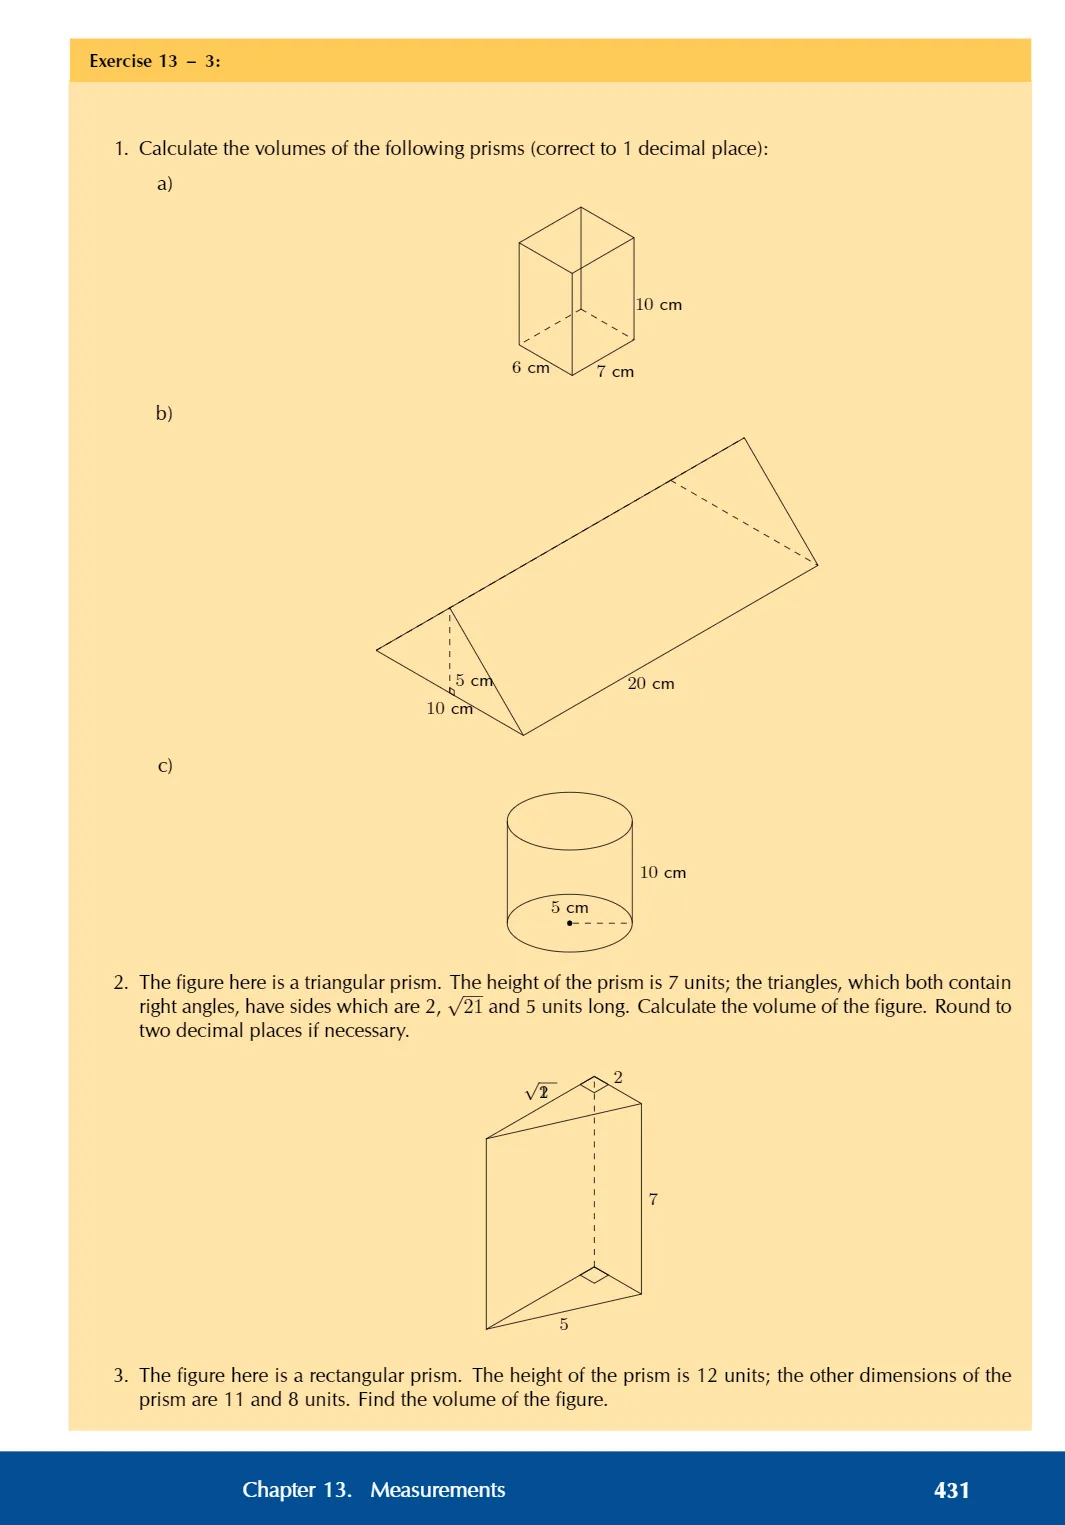 Exercise 13 – 3:
1. Calculate the volumes of the following prisms (correct to 1 decimal place):
a)
10 cm
6 cm
7 cm
b)
5 cm
10 cm
20 cm
c)
10 cm
5 cm
2. The figure here is a triangular prism. The height of the prism is 7 units; the triangles, which both contain
right angles, have sides which are 2, √21 and 5 units long. Calculate the volume of the figure. Round to
two decimal places if necessary.
2
7
5
3. The figure here is a rectangular prism. The height of the prism is 12 units; the other dimensions of the
prism are 11 and 8 units. Find the volume of the figure.
Chapter 13. Measurements
431